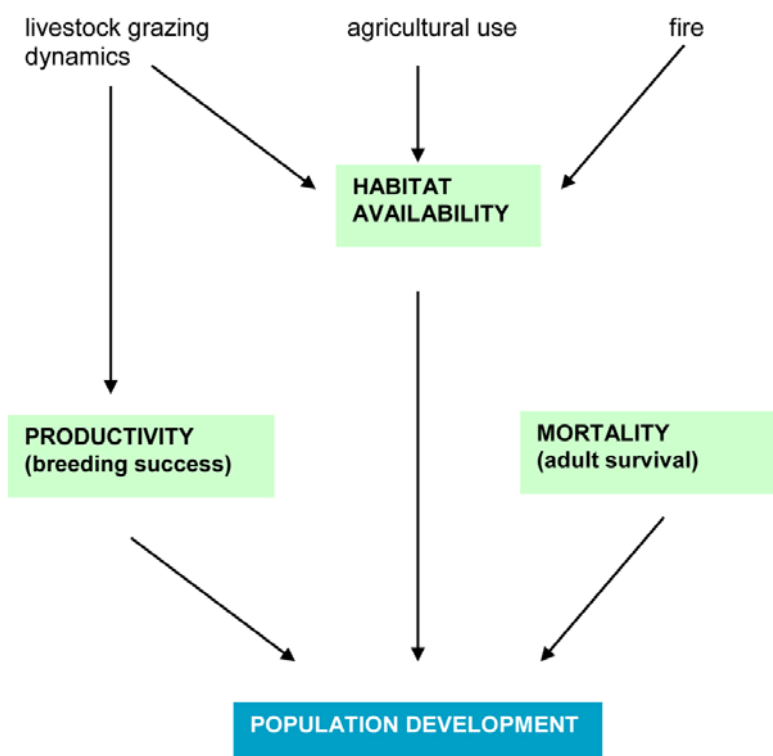 livestock grazing
dynamics
agricultural use
fire
HABITAT
AVAILABILITY
PRODUCTIVITY
(breeding success)
MORTALITY
(adult survival)
POPULATION DEVELOPMENT